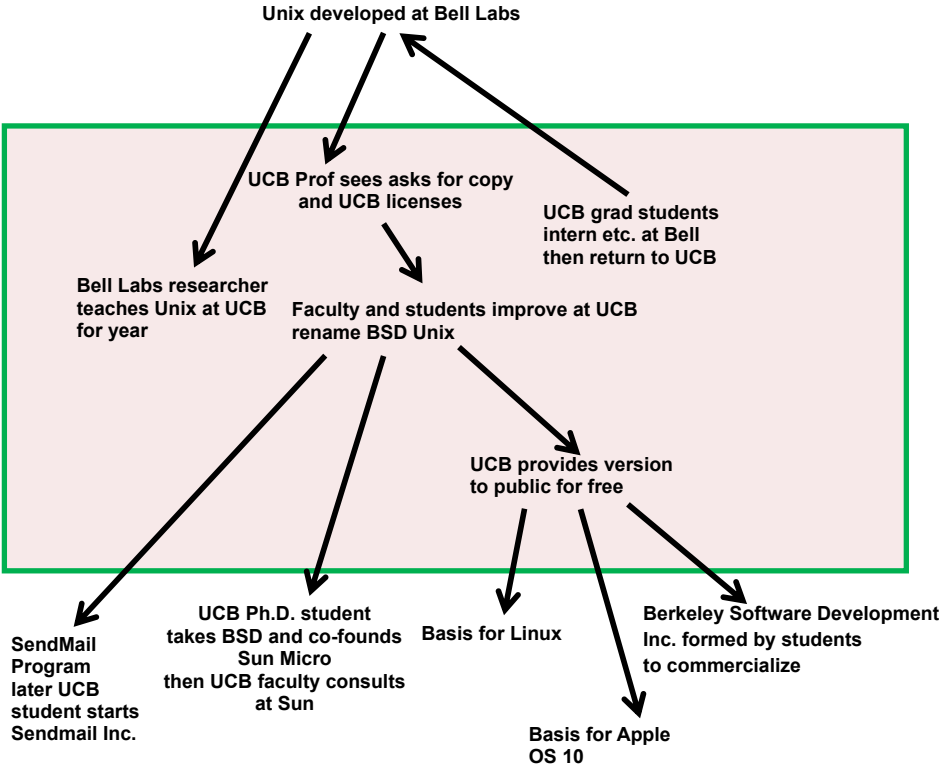 Unix developed at Bell Labs
UCB Prof sees asks for copy
and UCB licenses
UCB grad students
intern etc. at Bell
then return to UCB
Bell Labs researcher
teaches Unix at UCB
for year
Faculty and students improve at UCB
rename BSD Unix
UCB provides version
to public for free
SendMail
Program
later UCB
student starts
Sendmail Inc.
UCB Ph.D. student
takes BSD and co-founds
Sun Micro
then UCB faculty consults
at Sun
Basis for Linux
Berkeley Software Development
Inc. formed by students
to commercialize
Basis for Apple
OS 10